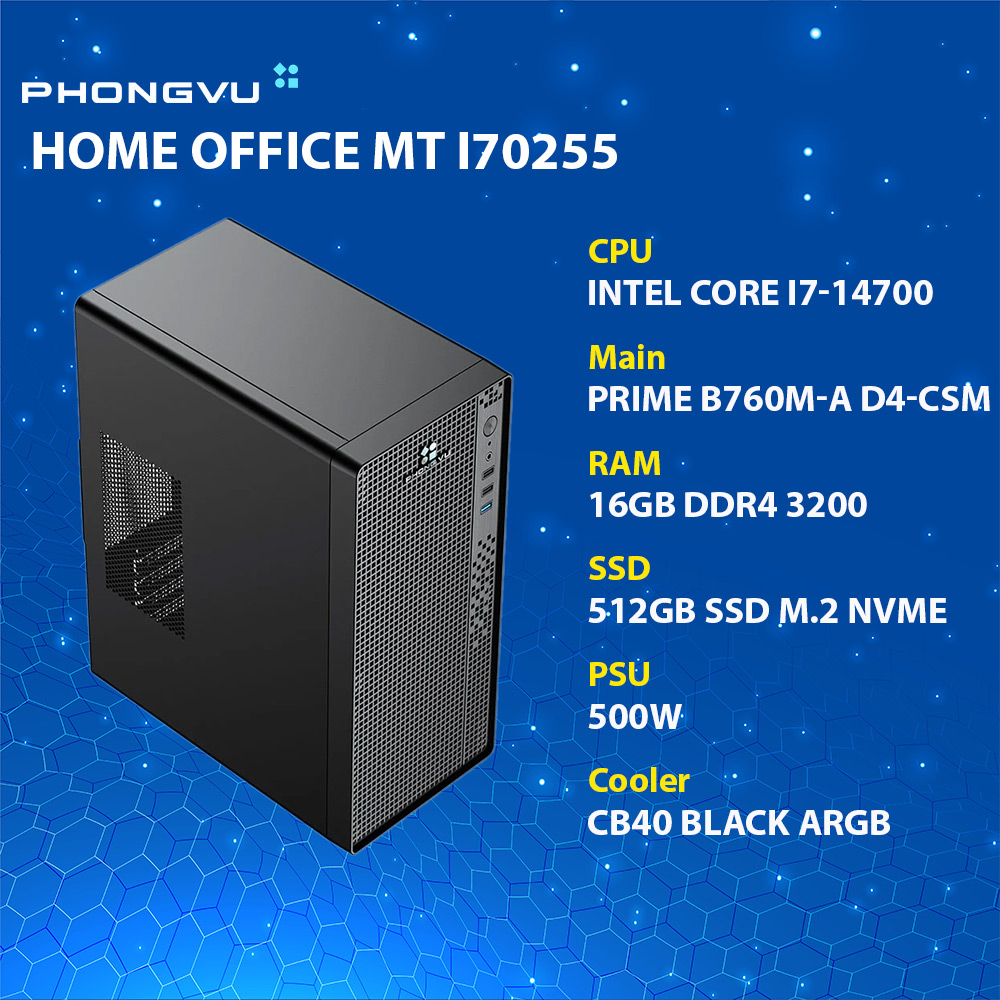 PHONGVU
HOME OFFICE MT I70255
CPU
INTEL CORE I7-14700
Main
PRIME B760M-A D4-CSM
RAM
16GB DDR4 3200
SSD
512GB SSD M.2 NVME
PSU
500W
Cooler
CB40 BLACK ARGB